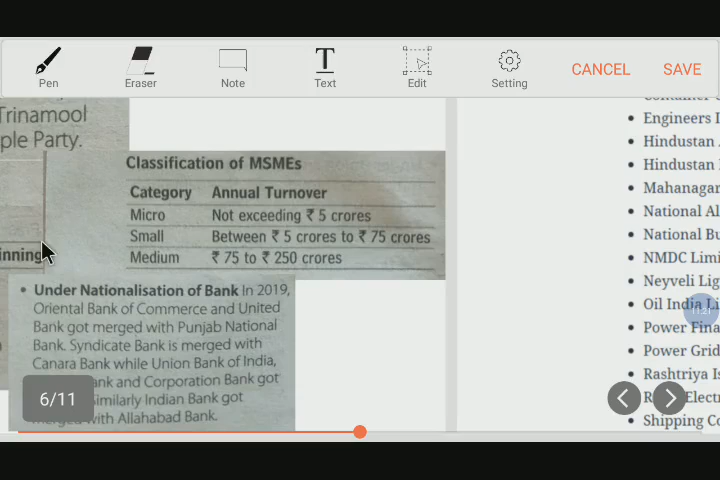 Pen
Eraser
Note
Text
Edit
Setting
CANCEL
SAVE
Trinamool
ple Party.
inning
Classification of MSMEs
Category Annual Turnover
Micro Not exceeding ₹ 5 crores
Small Between ₹ 5 crores to ₹ 75 crores
Medium ₹ 75 to ₹ 250 crores
• Under Nationalisation of Bank In 2019,
Oriental Bank of Commerce and United
Bank got merged with Punjab National
Bank. Syndicate Bank is merged with
Canara Bank while Union Bank of India,
ank and Corporation Bank got
Similarly Indian Bank got
merged with Allahabad Bank.
6/11
• Engineers I
• Hindustan
• Hindustan
• Mahanagar
• National Al
• National Bu
• NMDC Limi
• Neyveli Lig
• Oil India Li
• Power Fina
• Power Grid
• Rashtriya Is
• R Electr
• Shipping Co
11:21